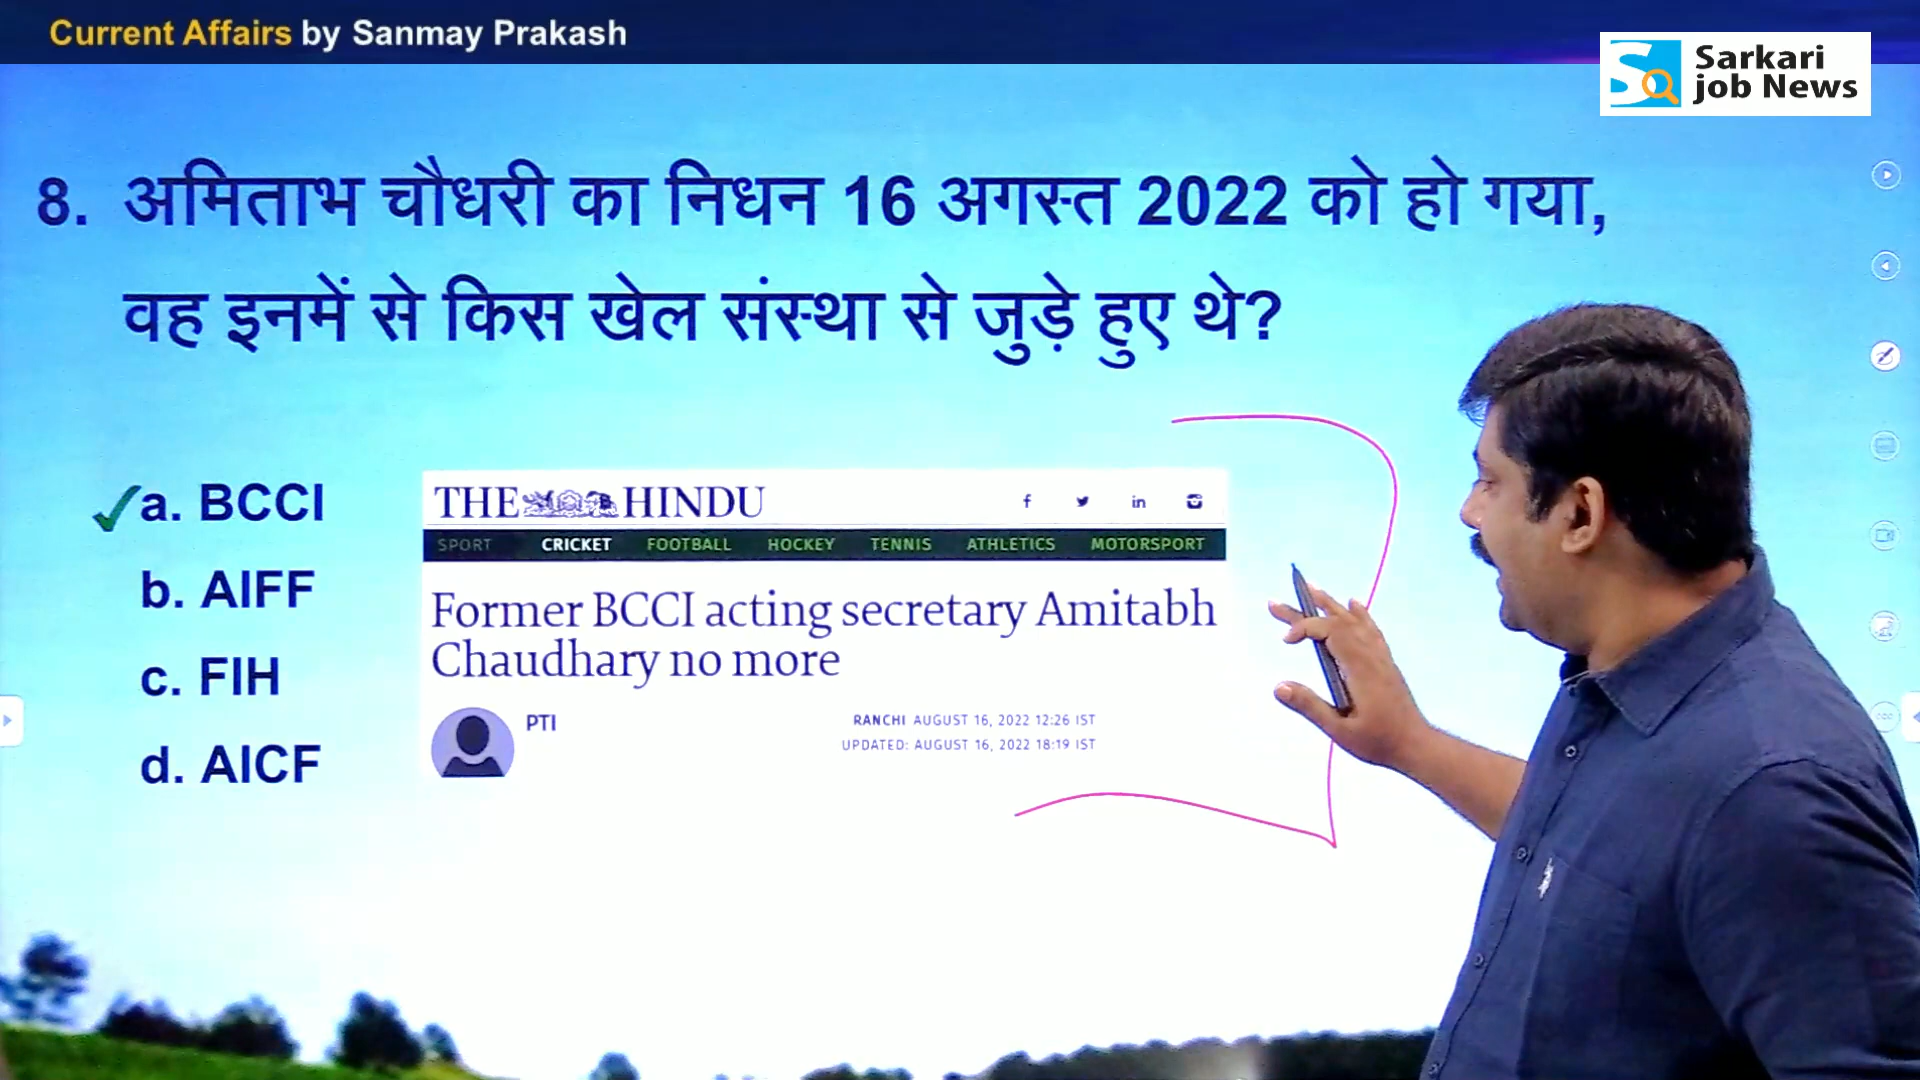 Current Affairs by Sanmay Prakash
Sarkari
job News
8. अमिताभ चौधरी का निधन 16 अगस्त 2022 को हो गया,
वह इनमें से किस खेल संस्था से जुड़े हुए थे?
a. BCCI
b. AIFF
c. FIH
d. AICF
THE HINDU
SPORT CRICKET FOOTBALL HOCKEY TENNIS ATHLETICS MOTORSPORT
Former BCCI acting secretary Amitabh
Chaudhary no more
PTI
RANCHI AUGUST 16, 2022 12:26 IST
UPDATED: AUGUST 16, 2022 18:19 IST